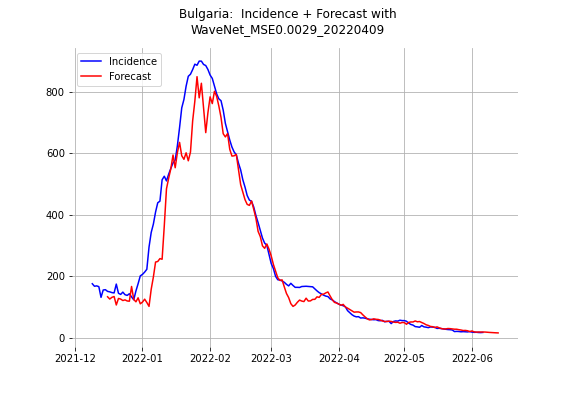 Bulgaria:  Incidence + Forecast with
WaveNet_MSE0.0029_20220409
Incidence
Forecast
800
600
400
200
0
2021-12 2022-01 2022-02 2022-03 2022-04 2022-05 2022-06